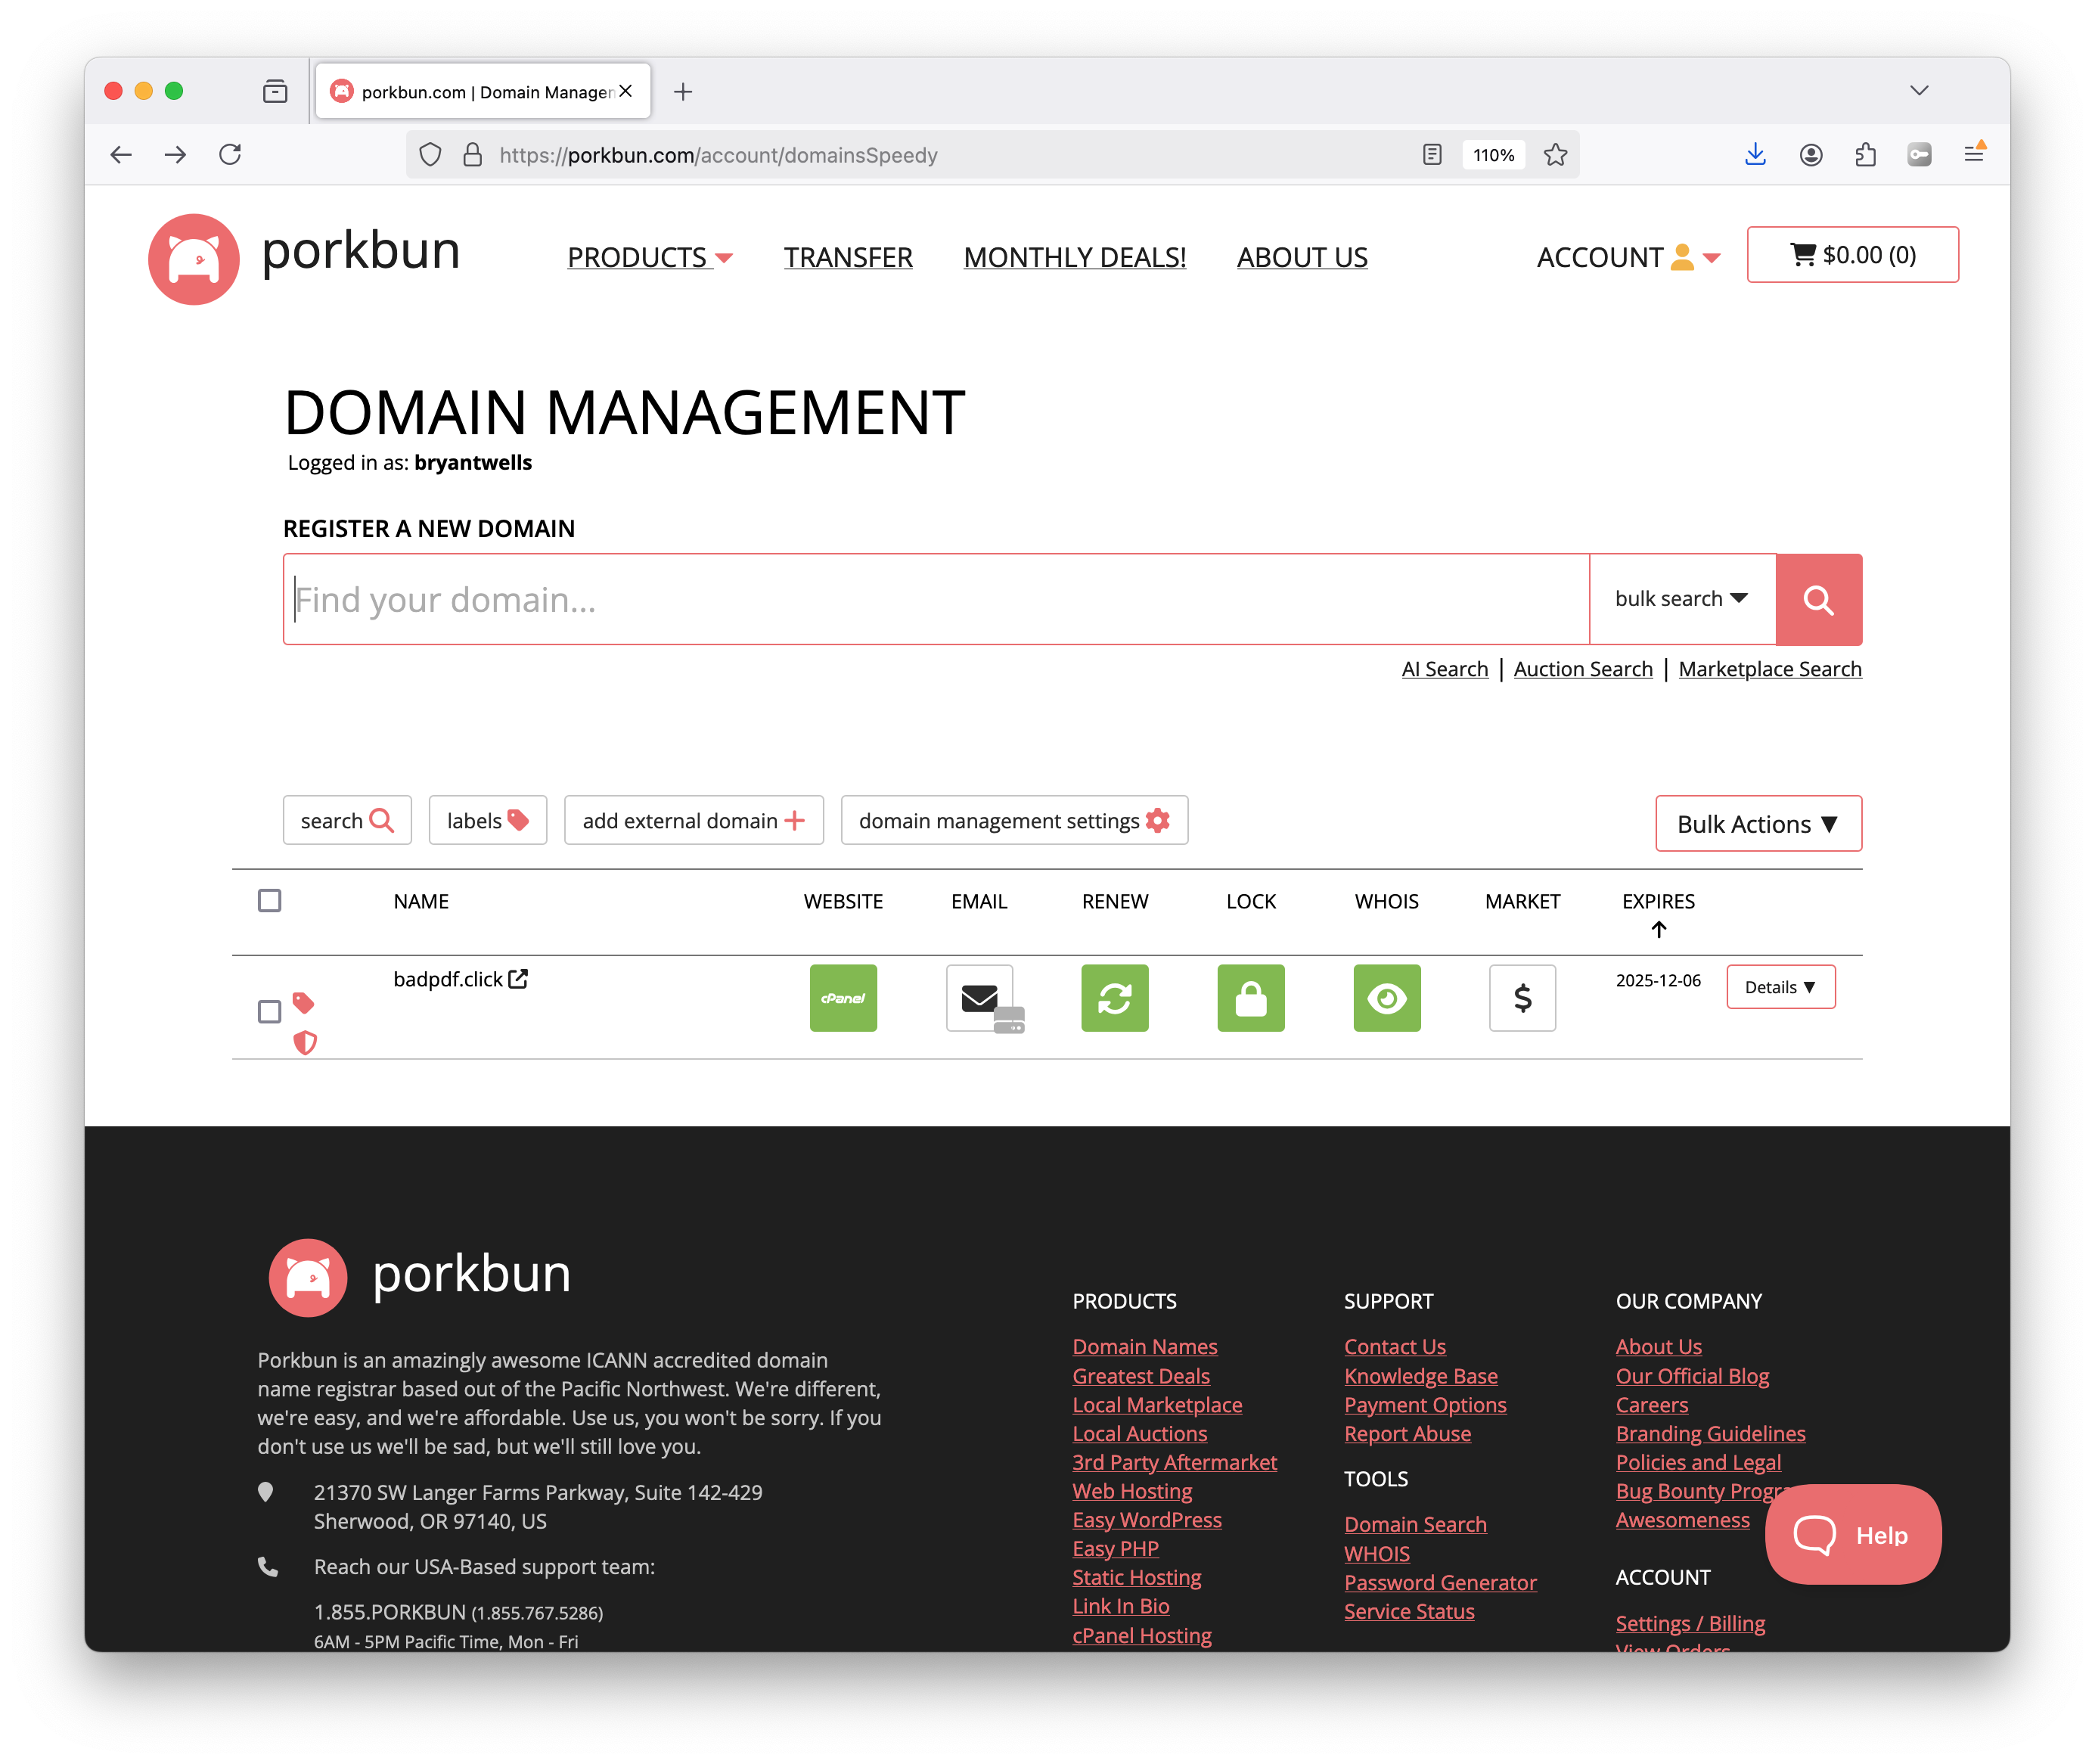 porkbun.com | Domain Managen
https://porkbun.com/account/domainsSpeedy
110%
porkbun
PRODUCTS
TRANSFER
MONTHLY DEALS!
ABOUT US
ACCOUNT
$0.00 (0)
DOMAIN MANAGEMENT
Logged in as: bryantwells
REGISTER A NEW DOMAIN
Find your domain...
bulk search
AI Search | Auction Search | Marketplace Search
search
labels
add external domain
domain management settings
Bulk Actions ▼
NAME
WEBSITE
EMAIL
RENEW
LOCK
WHOIS
MARKET
EXPIRES
badpdf.click
cPanel
$
2025-12-06
Details ▼
porkbun
Porkbun is an amazingly awesome ICANN accredited domain
name registrar based out of the Pacific Northwest. We're different,
we're easy, and we're affordable. Use us, you won't be sorry. If you
don't use us we'll be sad, but we'll still love you.
21370 SW Langer Farms Parkway, Suite 142-429
Sherwood, OR 97140, US
Reach our USA-Based support team:
1.855.PORKBUN (1.855.767.5286)
6AM - 5PM Pacific Time, Mon - Fri
PRODUCTS
Domain Names
Greatest Deals
Local Marketplace
Local Auctions
3rd Party Aftermarket
Web Hosting
Easy WordPress
Easy PHP
Static Hosting
Link In Bio
cPanel Hosting
SUPPORT
Contact Us
Knowledge Base
Payment Options
Report Abuse
TOOLS
Domain Search
WHOIS
Password Generator
Service Status
OUR COMPANY
About Us
Our Official Blog
Careers
Branding Guidelines
Policies and Legal
Bug Bounty Progra
Awesomeness
ACCOUNT
Settings / Billing
View Orders
Help